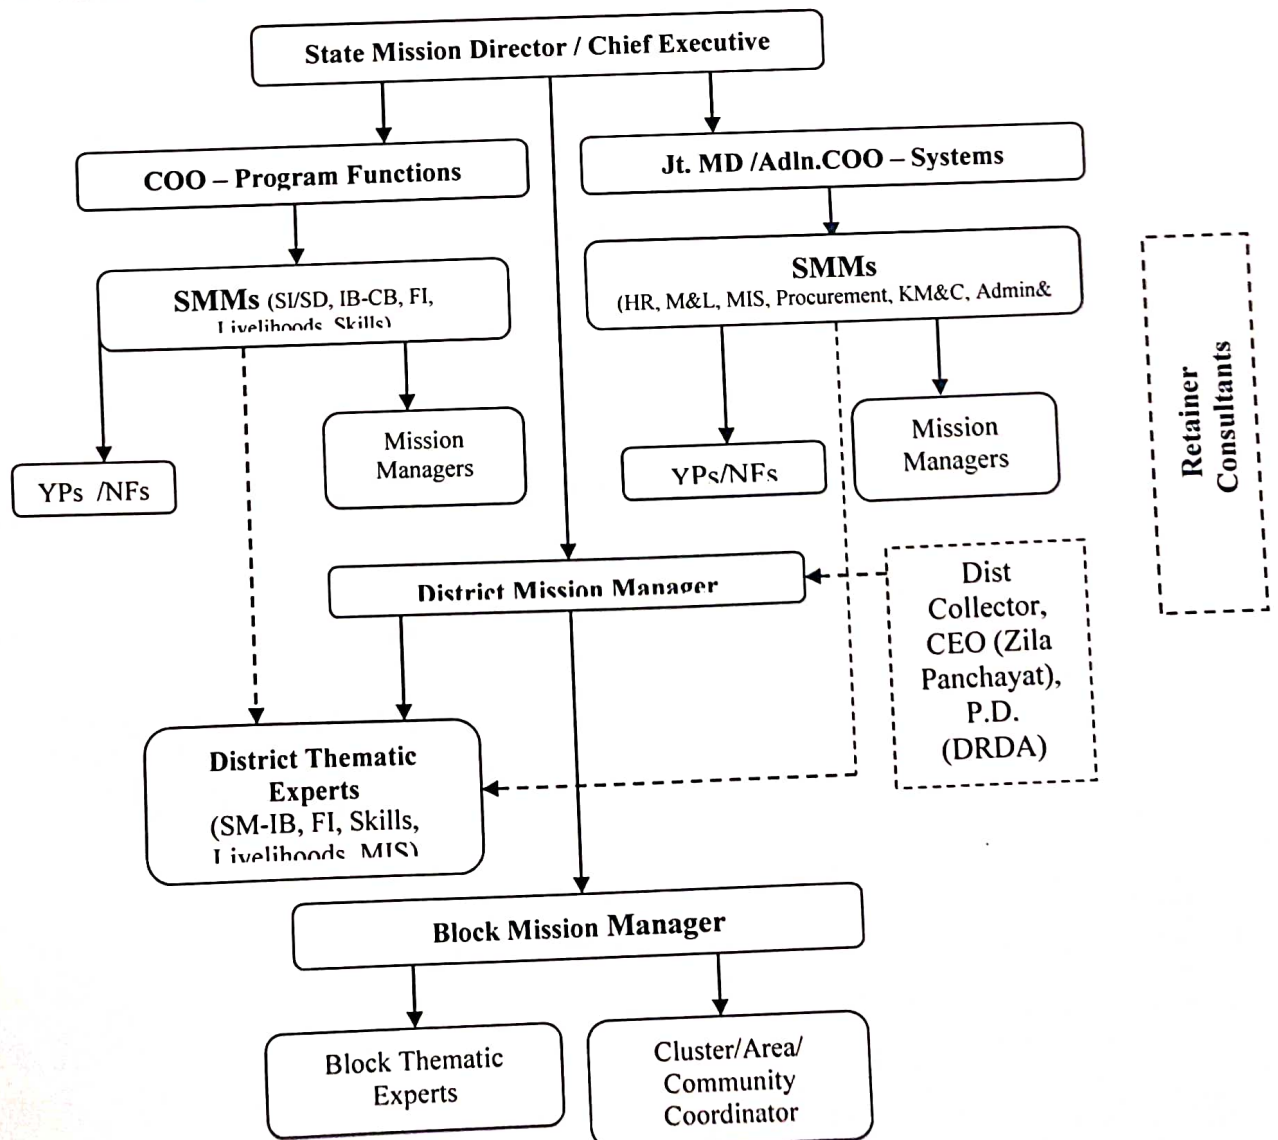 State Mission Director / Chief Executive
COO – Program Functions
Jt. MD /Adln.COO – Systems
SMMs (SI/SD, IB-CB, FI,
Livelihoods, Skills)
SMMs
(HR, M&L, MIS, Procurement, KM&C, Admin&
YPs /NFs
Mission
Managers
YPs/NFs
Mission
Managers
Retainer
Consultants
District Mission Manager
Dist
Collector,
CEO (Zila
Panchayat),
P.D.
(DRDA)
District Thematic
Experts
(SM-IB, FI, Skills,
Livelihoods, MIS)
Block Mission Manager
Block Thematic
Experts
Cluster/Area/
Community
Coordinator